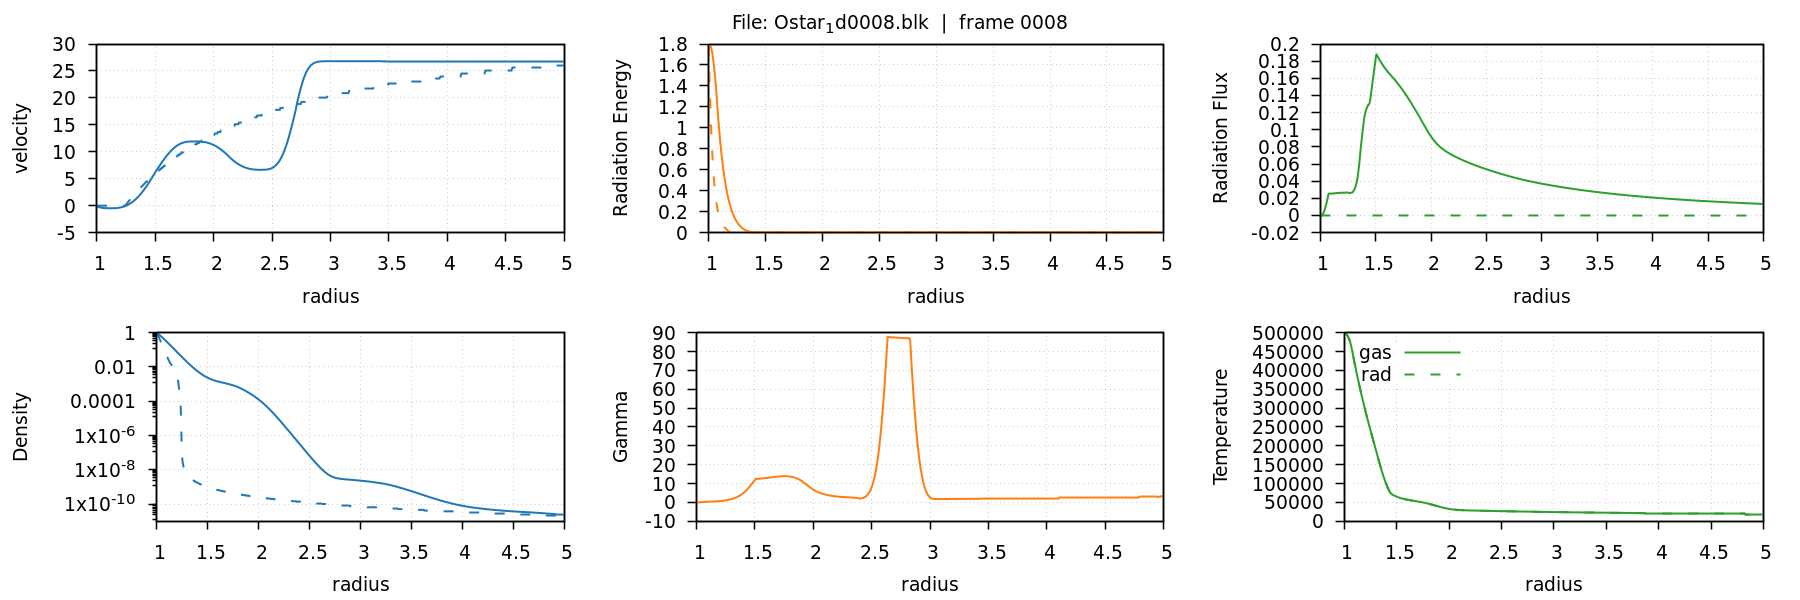 File: Ostar1d0008.blk | frame 0008
velocity
30
25
20
15
10
5
0
-5
1 1.5 2 2.5 3 3.5 4 4.5 5
radius
Radiation Energy
1.8
1.6
1.4
1.2
1
0.8
0.6
0.4
0.2
0
1 1.5 2 2.5 3 3.5 4 4.5 5
radius
Radiation Flux
0.2
0.18
0.16
0.14
0.12
0.1
0.08
0.06
0.04
0.02
0
-0.02
1 1.5 2 2.5 3 3.5 4 4.5 5
radius
Density
1
0.01
0.0001
1x10-6
1x10-8
1x10-10
1 1.5 2 2.5 3 3.5 4 4.5 5
radius
Gamma
90
80
70
60
50
40
30
20
10
0
-10
1 1.5 2 2.5 3 3.5 4 4.5 5
radius
Temperature
500000
450000
400000
350000
300000
250000
200000
150000
100000
50000
0
gas
rad
1 1.5 2 2.5 3 3.5 4 4.5 5
radius